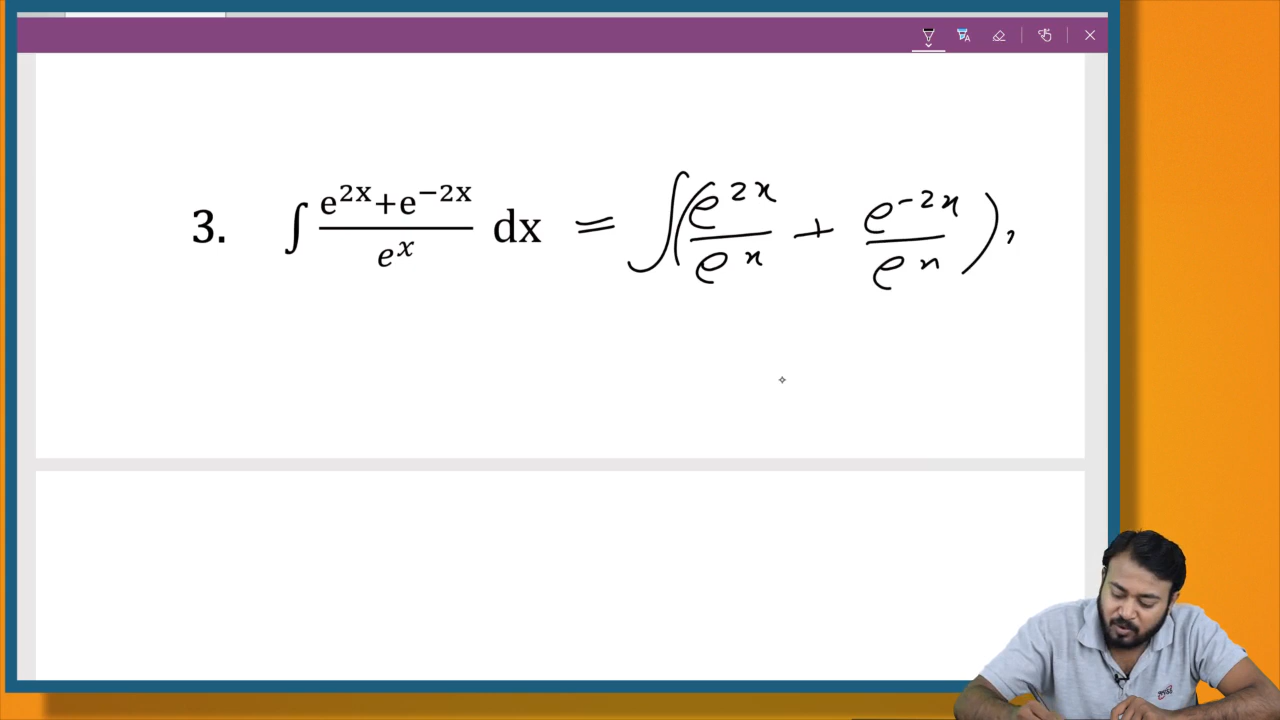 3. ∫ (e^{2x}+e^{-2x})/e^x dx = ∫(e^{2x}/e^x + e^{-2x}/e^x)